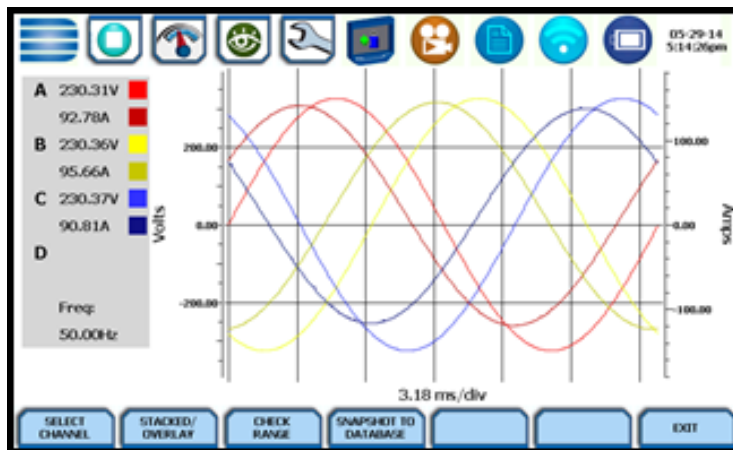 05-29-14
5:14:26pm
A 230.31V
92.78A
B 230.36V
95.66A
C 230.37V
90.81A
D
Freq:
50.00Hz
Volts
200.00
0.00
-200.00
Amps
100.00
0.00
-100.00
3.18 ms/div
SELECT
CHANNEL
STACKED/
OVERLAY
CHECK
RANGE
SNAPSHOT TO
DATABASE
EXIT